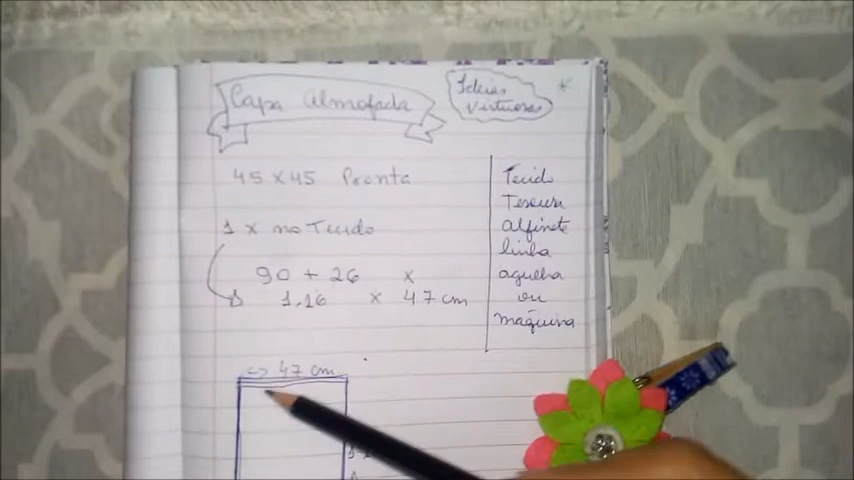 Capa almofada
Ideias
virtuosas
45 x 45 Pronta
1 x no Tecido
90 + 26 x
1.16 x 47 cm
Tecido
Tesoura
alfinete
linha
agulha
ou
máquina
47 cm